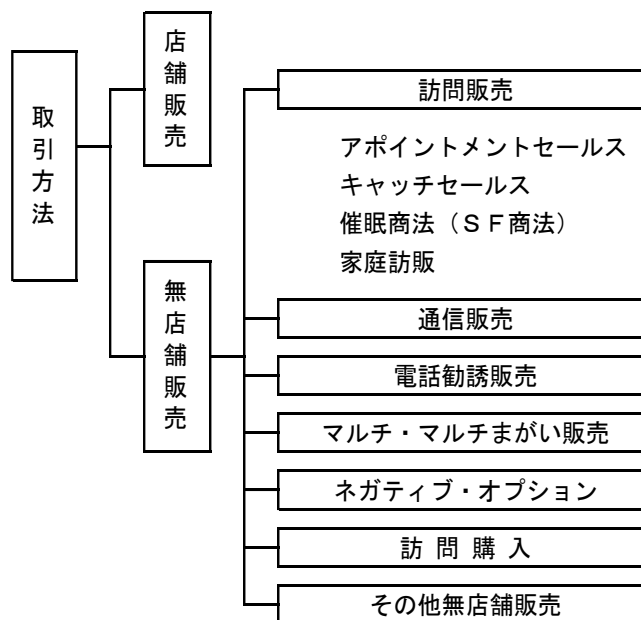 取引方法
店舗販売
無店舗販売
訪問販売
アポイントメントセールス
キャッチセールス
催眠商法（ＳＦ商法）
家庭訪販
通信販売
電話勧誘販売
マルチ・マルチまがい販売
ネガティブ・オプション
訪 問 購 入
その他無店舗販売